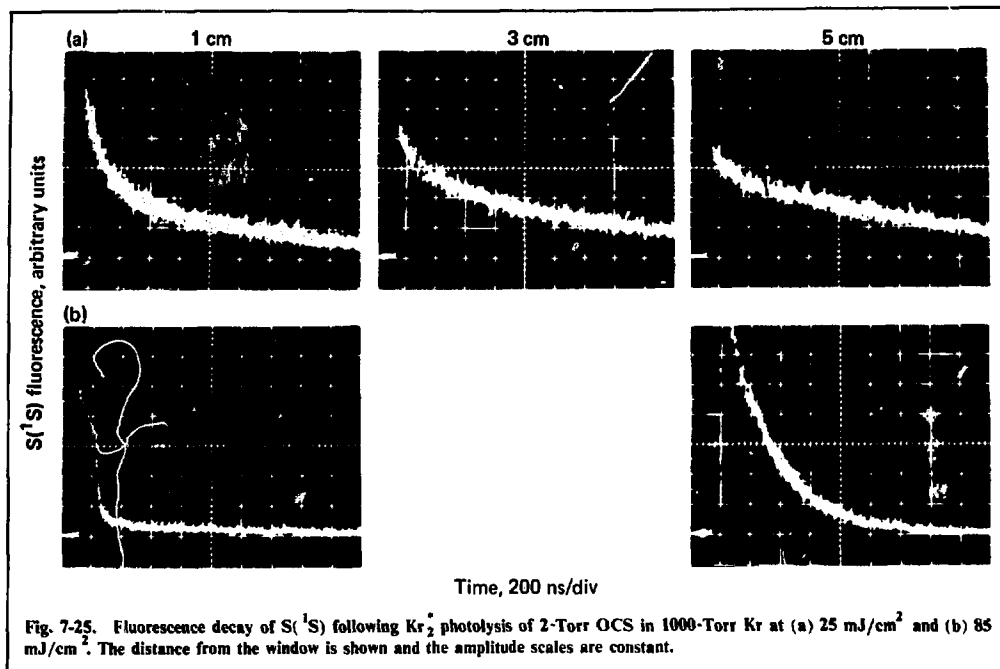 (a)
1 cm
3 cm
5 cm
S(¹S) fluorescence, arbitrary units
(b)
Time, 200 ns/div
Fig. 7-25. Fluorescence decay of S(¹S) following Kr₂* photolysis of 2-Torr OCS in 1000-Torr Kr at (a) 25 mJ/cm² and (b) 85
mJ/cm². The distance from the window is shown and the amplitude scales are constant.